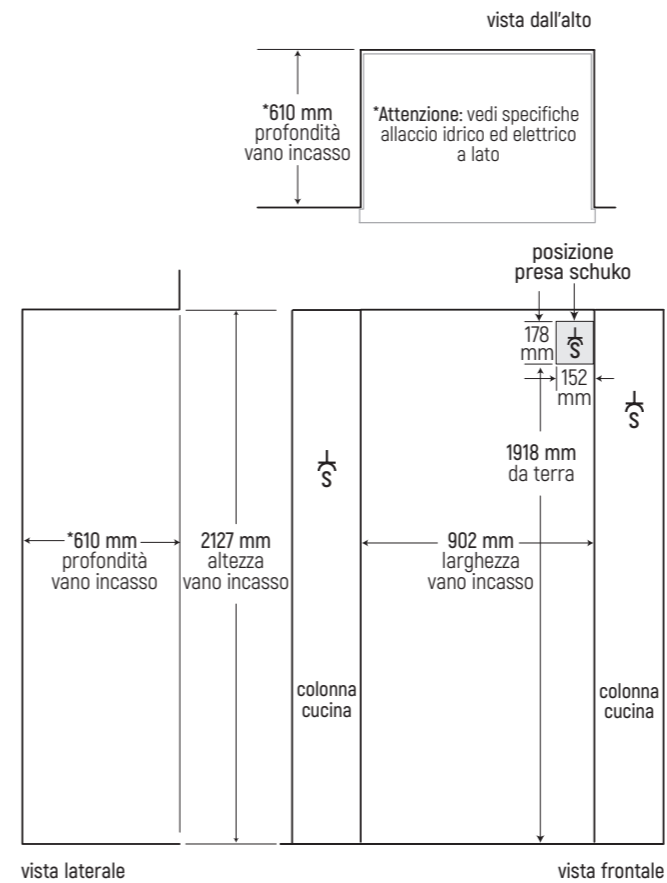 vista dall'alto
*610 mm
profondità
vano incasso
*Attenzione: vedi specifiche
allaccio idrico ed elettrico
a lato
posizione
presa schuko
178
mm
S
152
mm
S
S
1918 mm
da terra
*610 mm
profondità
vano incasso
2127 mm
altezza
vano incasso
902 mm
larghezza
vano incasso
colonna
cucina
colonna
cucina
vista laterale
vista frontale